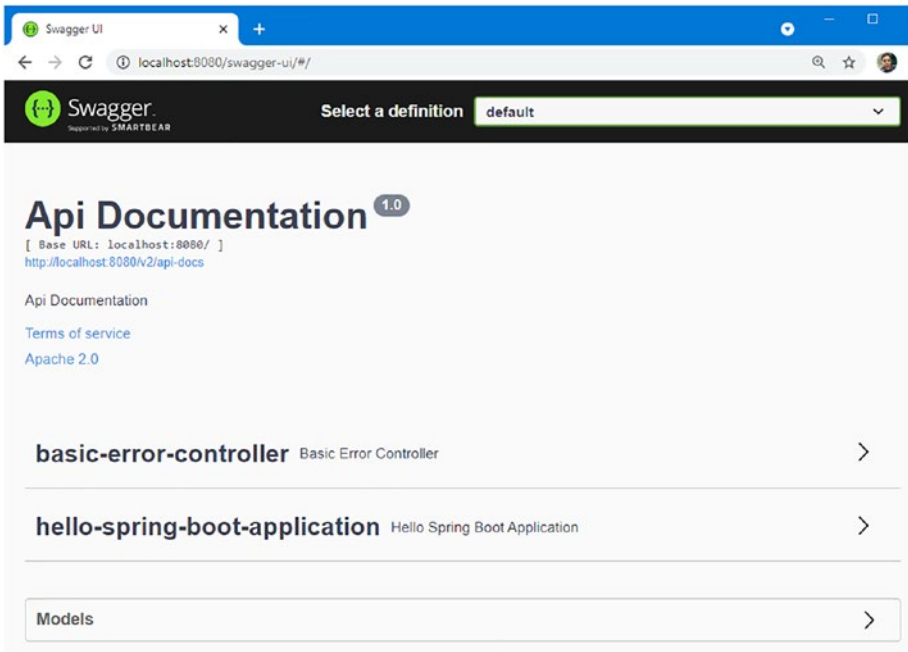 Swagger UI
localhost:8080/swagger-ui/#/
{...} Swagger.
Supported by SMARTBEAR
Select a definition default
Api Documentation 1.0
[ Base URL: localhost:8080/ ]
http://localhost:8080/v2/api-docs
Api Documentation
Terms of service
Apache 2.0
basic-error-controller Basic Error Controller
hello-spring-boot-application Hello Spring Boot Application
Models